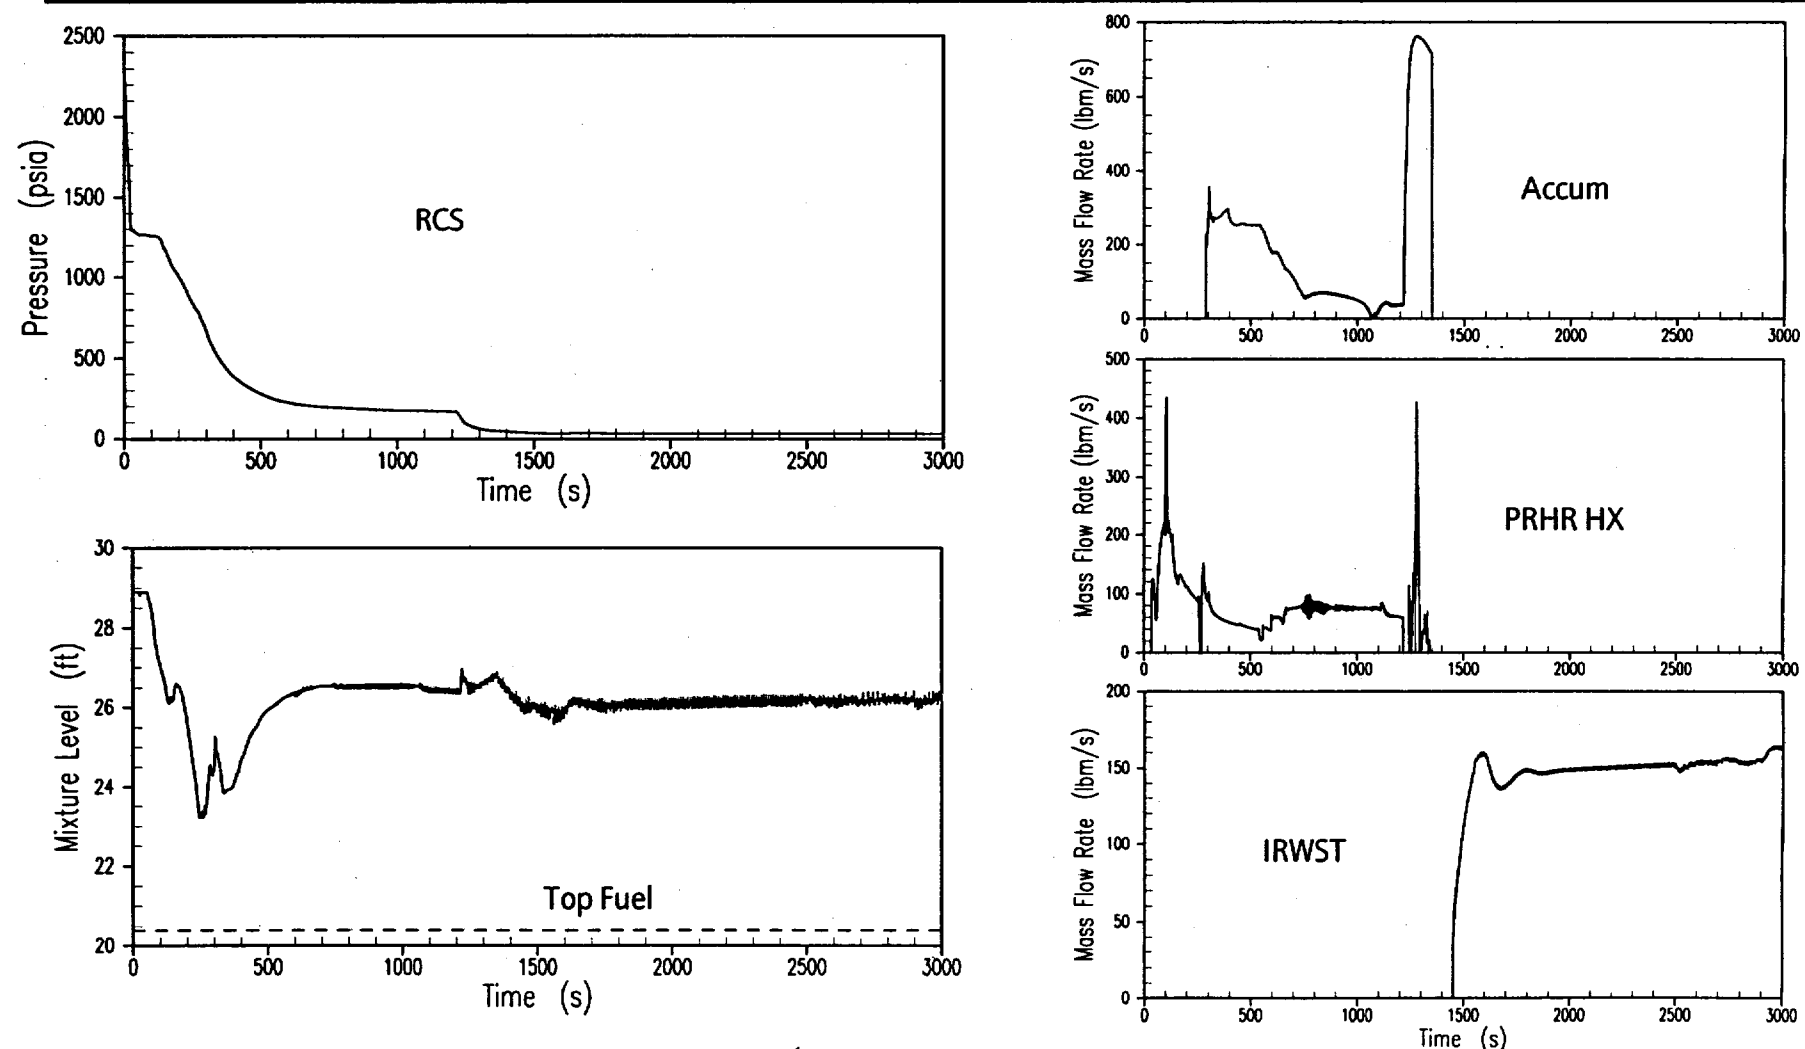 2500
2000
1500
1000
500
0
Pressure (psia)
RCS
0 500 1000 1500 2000 2500 3000
Time (s)
30
28
26
24
22
20
Mixture Level (ft)
Top Fuel
0 500 1000 1500 2000 2500 3000
Time (s)
800
600
400
200
0
Mass Flow Rate (lbm/s)
Accum
0 500 1000 1500 2000 2500 3000
500
400
300
200
100
0
Mass Flow Rate (lbm/s)
PRHR HX
0 500 1000 1500 2000 2500 3000
200
150
100
50
0
Mass Flow Rate (lbm/s)
IRWST
0 500 1000 1500 2000 2500 3000
Time (s)